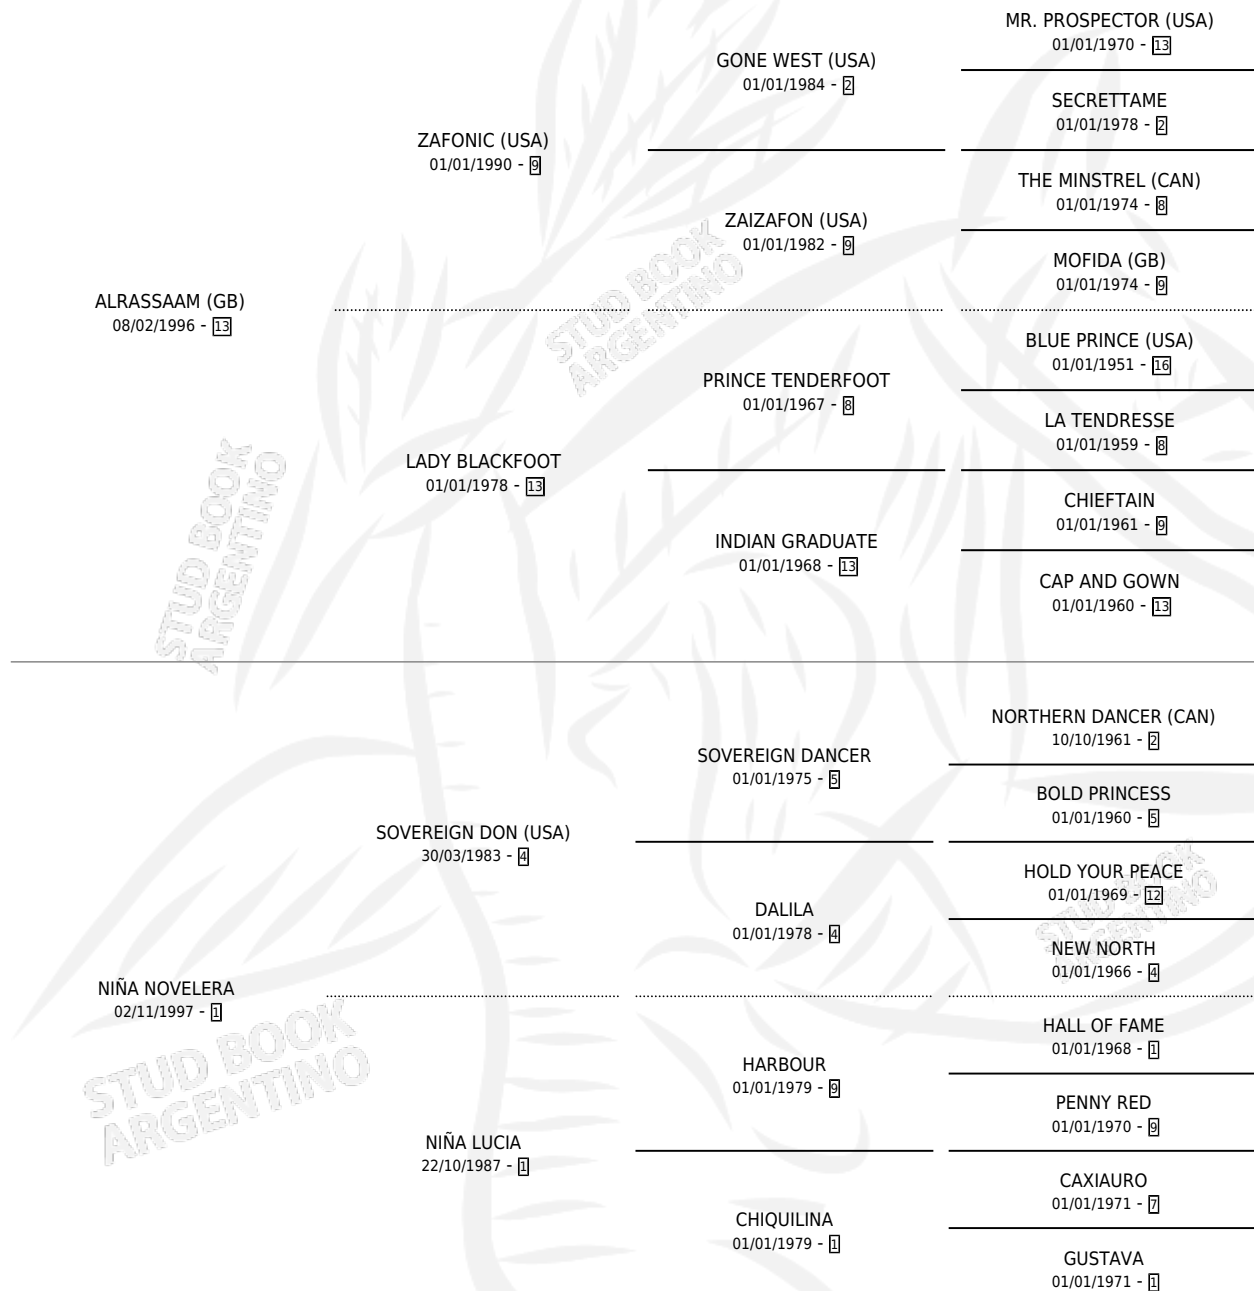 MR. PROSPECTOR (USA)
01/01/1970 - 13
GONE WEST (USA)
01/01/1984 - 2
SECRETTAME
01/01/1978 - 2
ZAFONIC (USA)
01/01/1990 - 9
THE MINSTREL (CAN)
01/01/1974 - 8
ZAIZAFON (USA)
01/01/1982 - 9
MOFIDA (GB)
01/01/1974 - 9
ALRASSAAM (GB)
08/02/1996 - 13
BLUE PRINCE (USA)
01/01/1951 - 16
PRINCE TENDERFOOT
01/01/1967 - 8
LA TENDRESSE
01/01/1959 - 8
LADY BLACKFOOT
01/01/1978 - 13
CHIEFTAIN
01/01/1961 - 9
INDIAN GRADUATE
01/01/1968 - 13
CAP AND GOWN
01/01/1960 - 13
NORTHERN DANCER (CAN)
10/10/1961 - 2
SOVEREIGN DANCER
01/01/1975 - 5
BOLD PRINCESS
01/01/1960 - 5
SOVEREIGN DON (USA)
30/03/1983 - 4
HOLD YOUR PEACE
01/01/1969 - 12
DALILA
01/01/1978 - 4
NEW NORTH
01/01/1966 - 4
NIÑA NOVELERA
02/11/1997 - 1
HALL OF FAME
01/01/1968 - 1
HARBOUR
01/01/1979 - 9
PENNY RED
01/01/1970 - 9
NIÑA LUCIA
22/10/1987 - 1
CAXIAURO
01/01/1971 - 7
CHIQUILINA
01/01/1979 - 1
GUSTAVA
01/01/1971 - 1
STUD BOOK
ARGENTINO
STUD BOOK
ARGENTINO
STUD BOOK
ARGENTINO
STUD BOOK
ARGENTINO